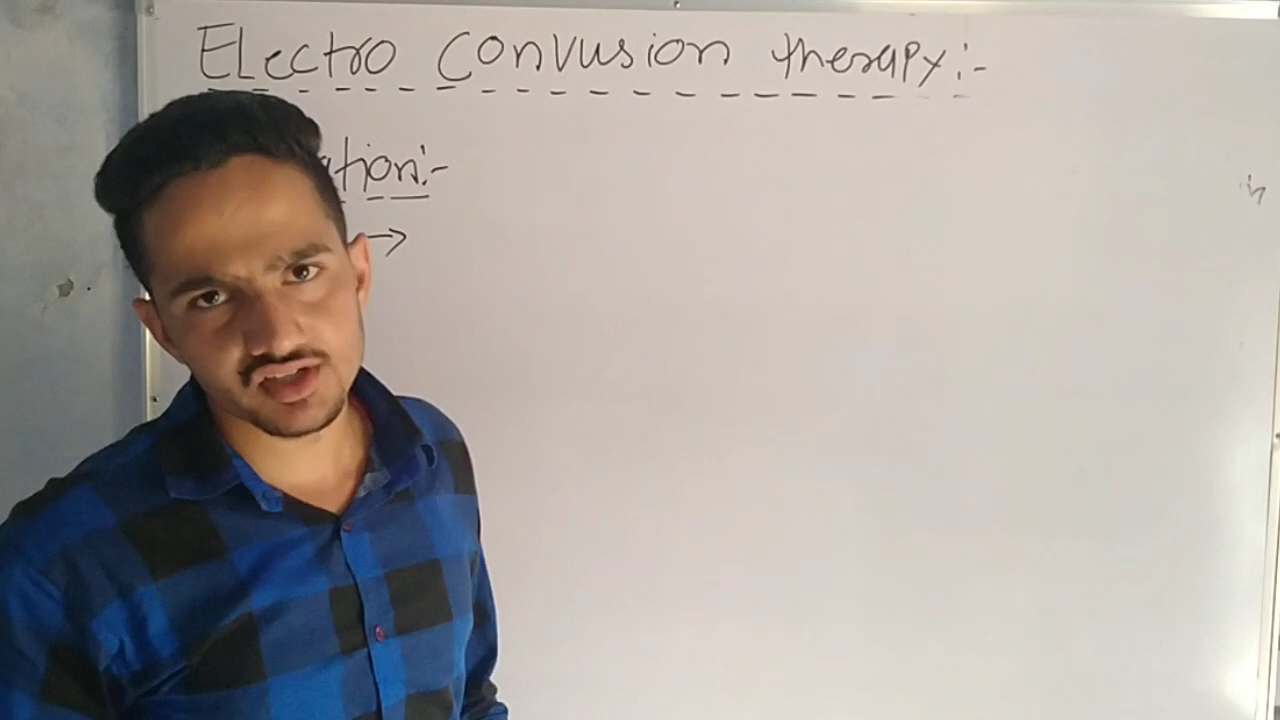 Electro Convusion therapy:-
ation:-
→